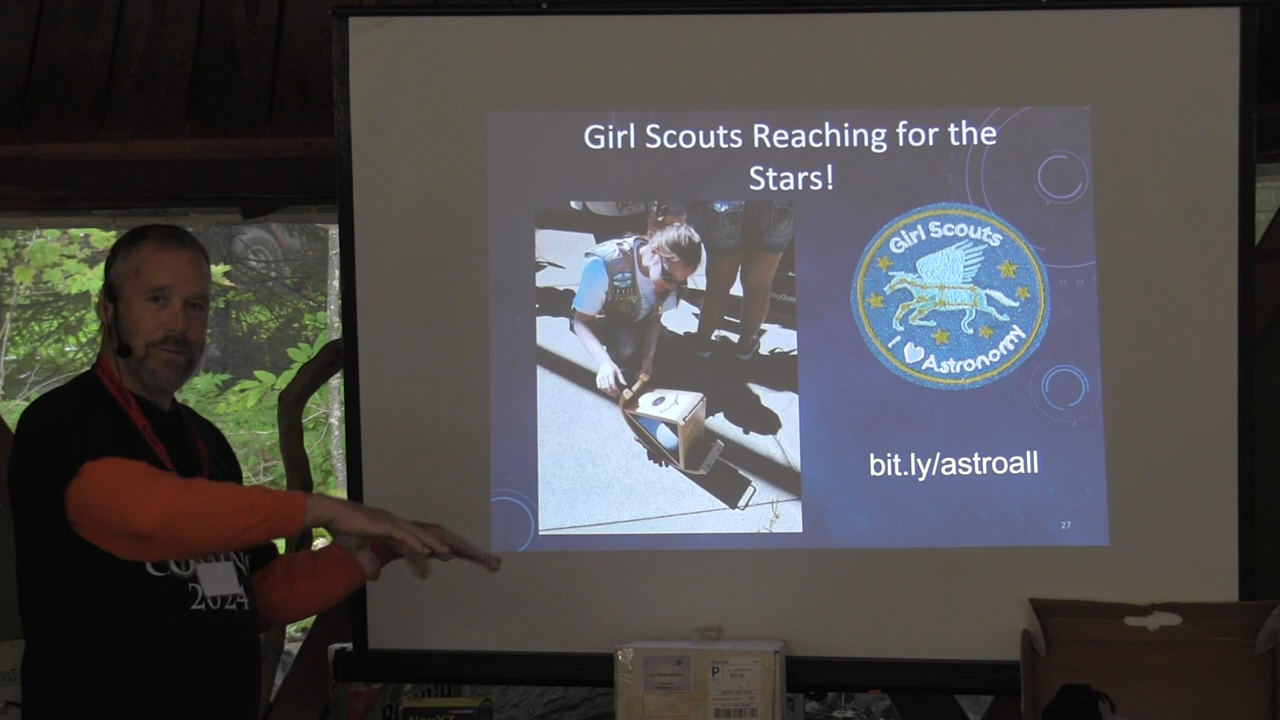 Girl Scouts Reaching for the
Stars!
Girl Scouts
I Astronomy
bit.ly/astroall
27
2024
P